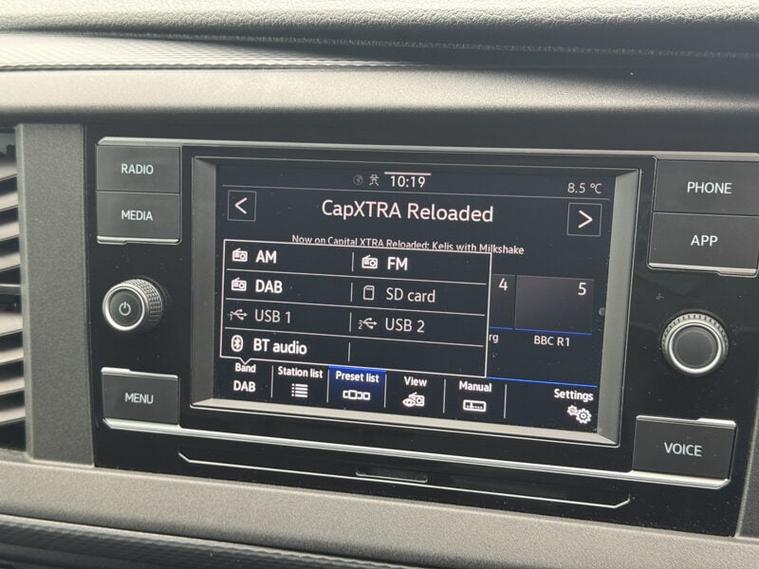 RADIO
MEDIA
MENU
10:19
8.5 °C
<
CapXTRA Reloaded
>
Now on Capital XTRA Reloaded: Kelis with Milkshake
AM
FM
DAB
SD card
USB 1
USB 2
BT audio
4
5
rg
BBC R1
Band
DAB
Station list
Preset list
View
Manual
Settings
PHONE
APP
VOICE